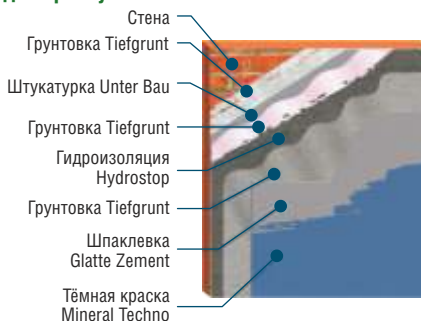 Стена
Грунтовка Tiefgrunt
Штукатурка Unter Bau
Грунтовка Tiefgrunt
Гидроизоляция
Hydrostop
Грунтовка Tiefgrunt
Шпаклевка
Glatte Zement
Тёмная краска
Mineral Techno